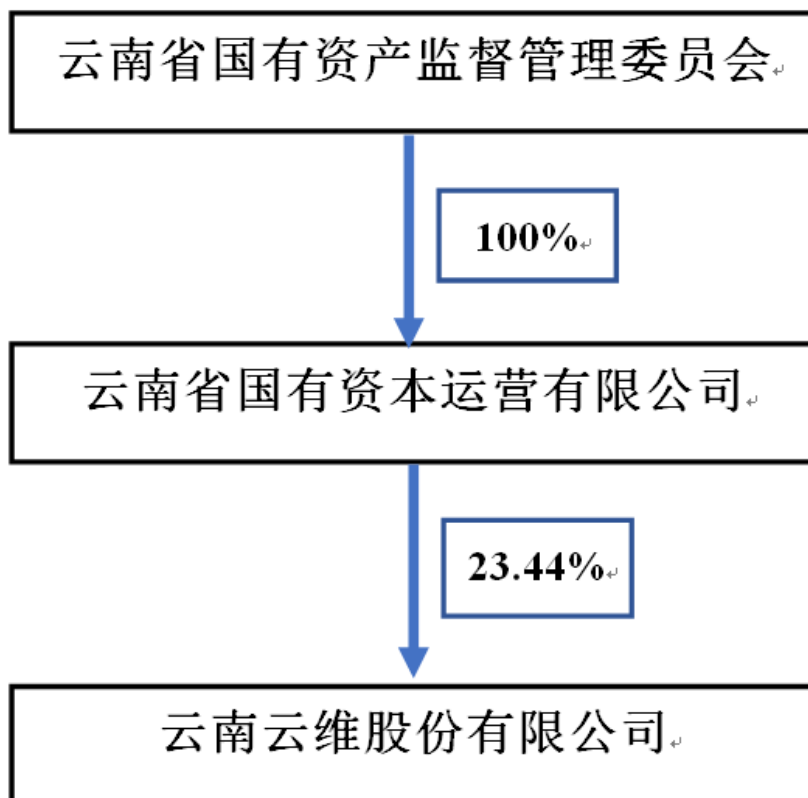 云南省国有资产监督管理委员会
100%
云南省国有资本运营有限公司
23.44%
云南云维股份有限公司